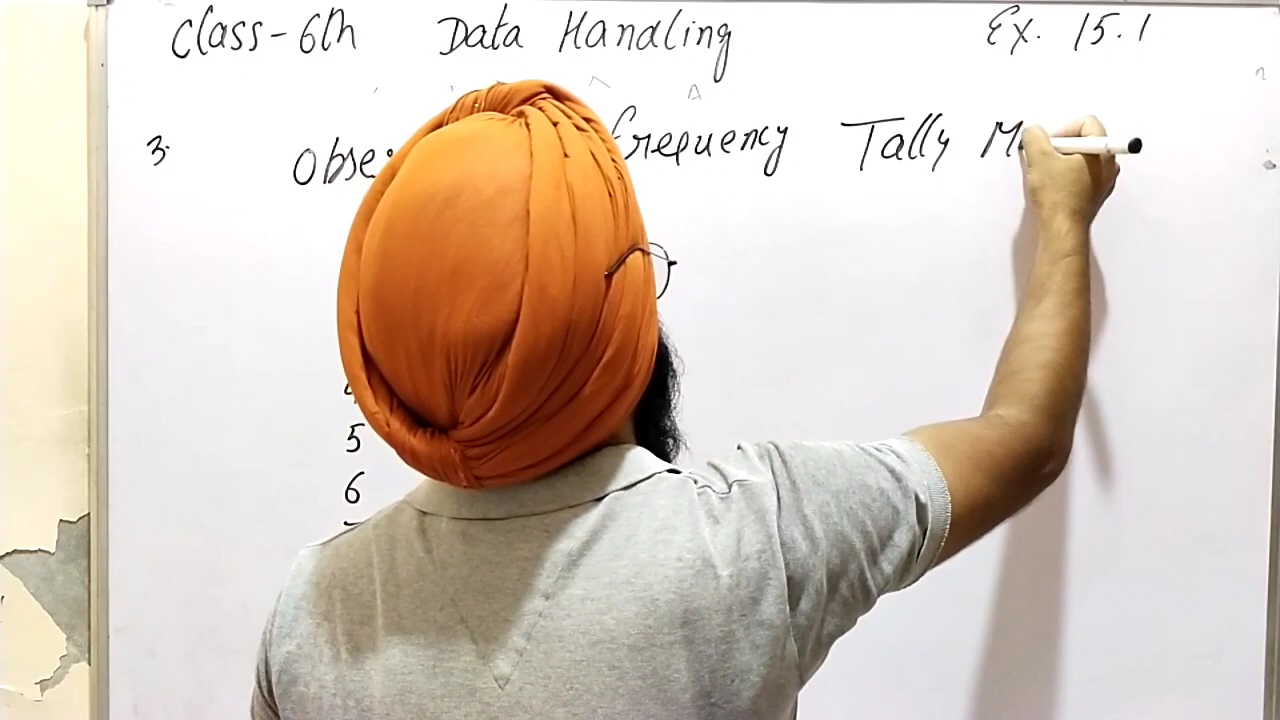 Class-6th Data Handling Ex. 15.1
3. Obse frequency Tally M
5
6